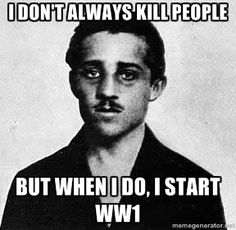 I DON'T ALWAYS KILL PEOPLE
BUT WHEN I DO, I START
WW1
memegenerator.net